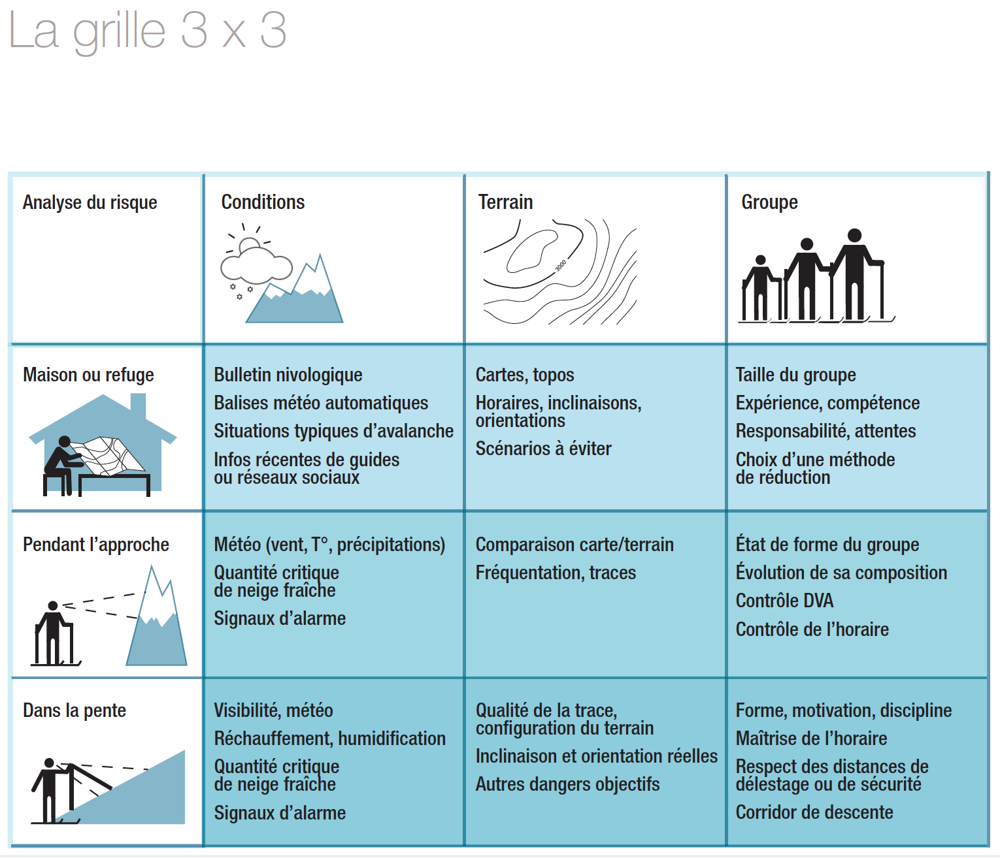 La grille 3 x 3
Analyse du risque
Conditions
Terrain
3000
Groupe
Maison ou refuge
Bulletin nivologique
Balises météo automatiques
Situations typiques d’avalanche
Infos récentes de guides
ou réseaux sociaux
Cartes, topos
Horaires, inclinaisons,
orientations
Scénarios à éviter
Taille du groupe
Expérience, compétence
Responsabilité, attentes
Choix d’une méthode
de réduction
Pendant l’approche
Météo (vent, T°, précipitations)
Quantité critique
de neige fraîche
Signaux d’alarme
Comparaison carte/terrain
Fréquentation, traces
État de forme du groupe
Évolution de sa composition
Contrôle DVA
Contrôle de l’horaire
Dans la pente
Visibilité, météo
Réchauffement, humidification
Quantité critique
de neige fraîche
Signaux d’alarme
Qualité de la trace,
configuration du terrain
Inclinaison et orientation réelles
Autres dangers objectifs
Forme, motivation, discipline
Maîtrise de l’horaire
Respect des distances de
délestage ou de sécurité
Corridor de descente